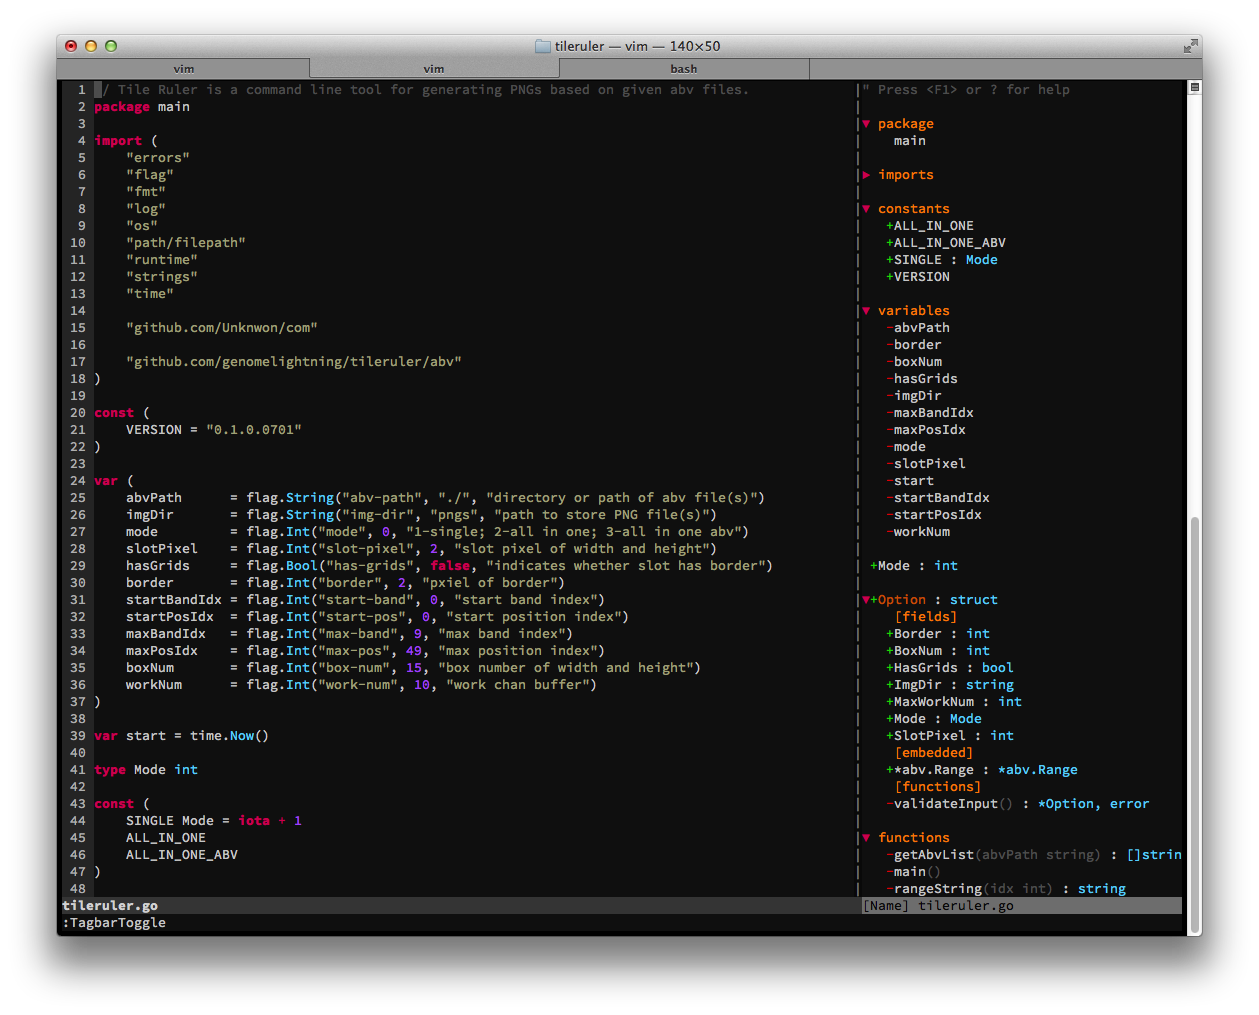 tileruler — vim — 140×50
vim vim bash
1 / Tile Ruler is a command line tool for generating PNGs based on given abv files.
2 package main
3
4 import (
5 "errors"
6 "flag"
7 "fmt"
8 "log"
9 "os"
10 "path/filepath"
11 "runtime"
12 "strings"
13 "time"
14
15 "github.com/Unknwon/com"
16
17 "github.com/genomelightning/tileruler/abv"
18 )
19
20 const (
21 VERSION = "0.1.0.0701"
22 )
23
24 var (
25 abvPath = flag.String("abv-path", "./", "directory or path of abv file(s)")
26 imgDir = flag.String("img-dir", "pngs", "path to store PNG file(s)")
27 mode = flag.Int("mode", 0, "1-single; 2-all in one; 3-all in one abv")
28 slotPixel = flag.Int("slot-pixel", 2, "slot pixel of width and height")
29 hasGrids = flag.Bool("has-grids", false, "indicates whether slot has border")
30 border = flag.Int("border", 2, "pxiel of border")
31 startBandIdx = flag.Int("start-band", 0, "start band index")
32 startPosIdx = flag.Int("start-pos", 0, "start position index")
33 maxBandIdx = flag.Int("max-band", 9, "max band index")
34 maxPosIdx = flag.Int("max-pos", 49, "max position index")
35 boxNum = flag.Int("box-num", 15, "box number of width and height")
36 workNum = flag.Int("work-num", 10, "work chan buffer")
37 )
38
39 var start = time.Now()
40
41 type Mode int
42
43 const (
44 SINGLE Mode = iota + 1
45 ALL_IN_ONE
46 ALL_IN_ONE_ABV
47 )
48
tileruler.go
:TagbarToggle
" Press <F1> or ? for help
▼ package
main
▶ imports
▼ constants
+ALL_IN_ONE
+ALL_IN_ONE_ABV
+SINGLE : Mode
+VERSION
▼ variables
-abvPath
-border
-boxNum
-hasGrids
-imgDir
-maxBandIdx
-maxPosIdx
-mode
-slotPixel
-start
-startBandIdx
-startPosIdx
-workNum
+Mode : int
▼+Option : struct
[fields]
+Border : int
+BoxNum : int
+HasGrids : bool
+ImgDir : string
+MaxWorkNum : int
+Mode : Mode
+SlotPixel : int
[embedded]
+*abv.Range : *abv.Range
[functions]
-validateInput() : *Option, error
▼ functions
-getAbvList(abvPath string) : []strin
-main()
-rangeString(idx int) : string
[Name] tileruler.go